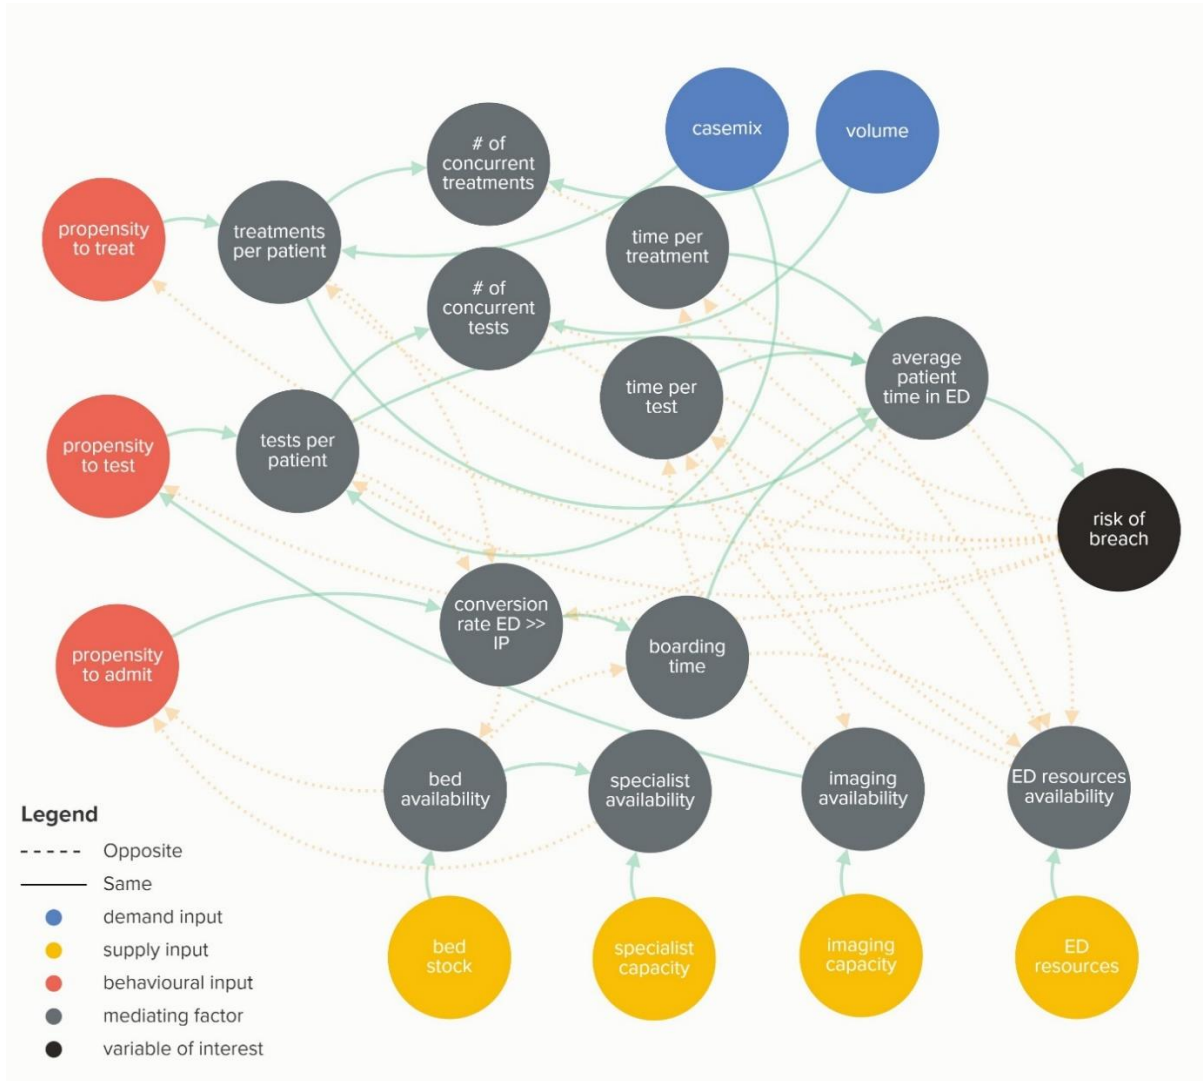 casemix
volume
# of
concurrent
treatments
propensity
to treat
treatments
per patient
time per
treatment
# of
concurrent
tests
average
patient
time in ED
time per
test
propensity
to test
tests per
patient
risk of
breach
conversion
rate ED >>
IP
boarding
time
propensity
to admit
bed
availability
specialist
availability
imaging
availability
ED resources
availability
Legend
Opposite
Same
demand input
supply input
behavioural input
mediating factor
variable of interest
bed
stock
specialist
capacity
imaging
capacity
ED
resources